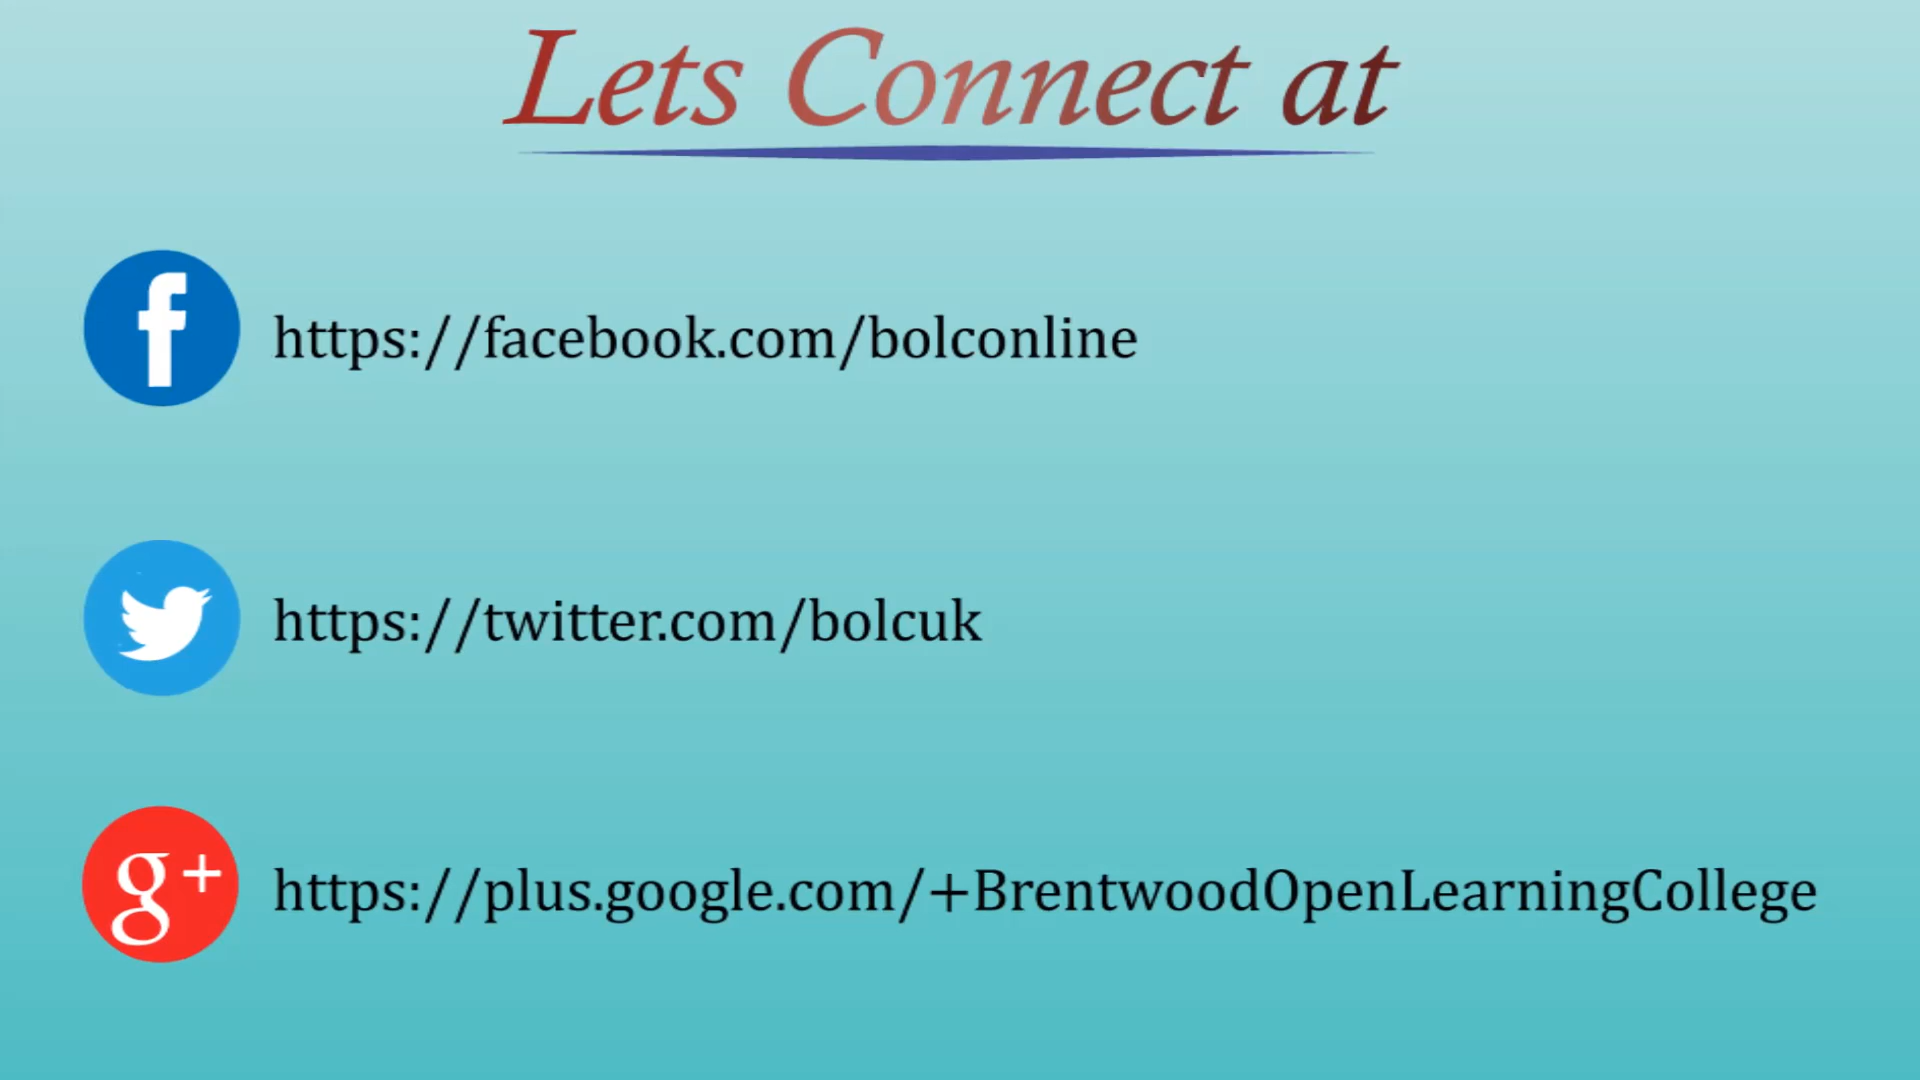 Lets Connect at
f
https://facebook.com/bolconline
https://twitter.com/bolcuk
g+
https://plus.google.com/+BrentwoodOpenLearningCollege